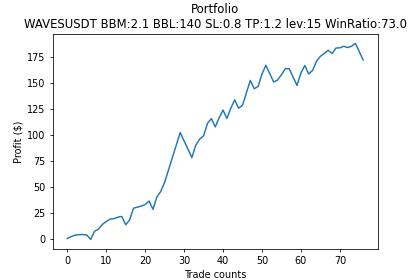 Portfolio
WAVESUSDT BBM:2.1 BBL:140 SL:0.8 TP:1.2 lev:15 WinRatio:73.0
175
150
125
100
75
50
25
0
Profit ($)
0 10 20 30 40 50 60 70
Trade counts